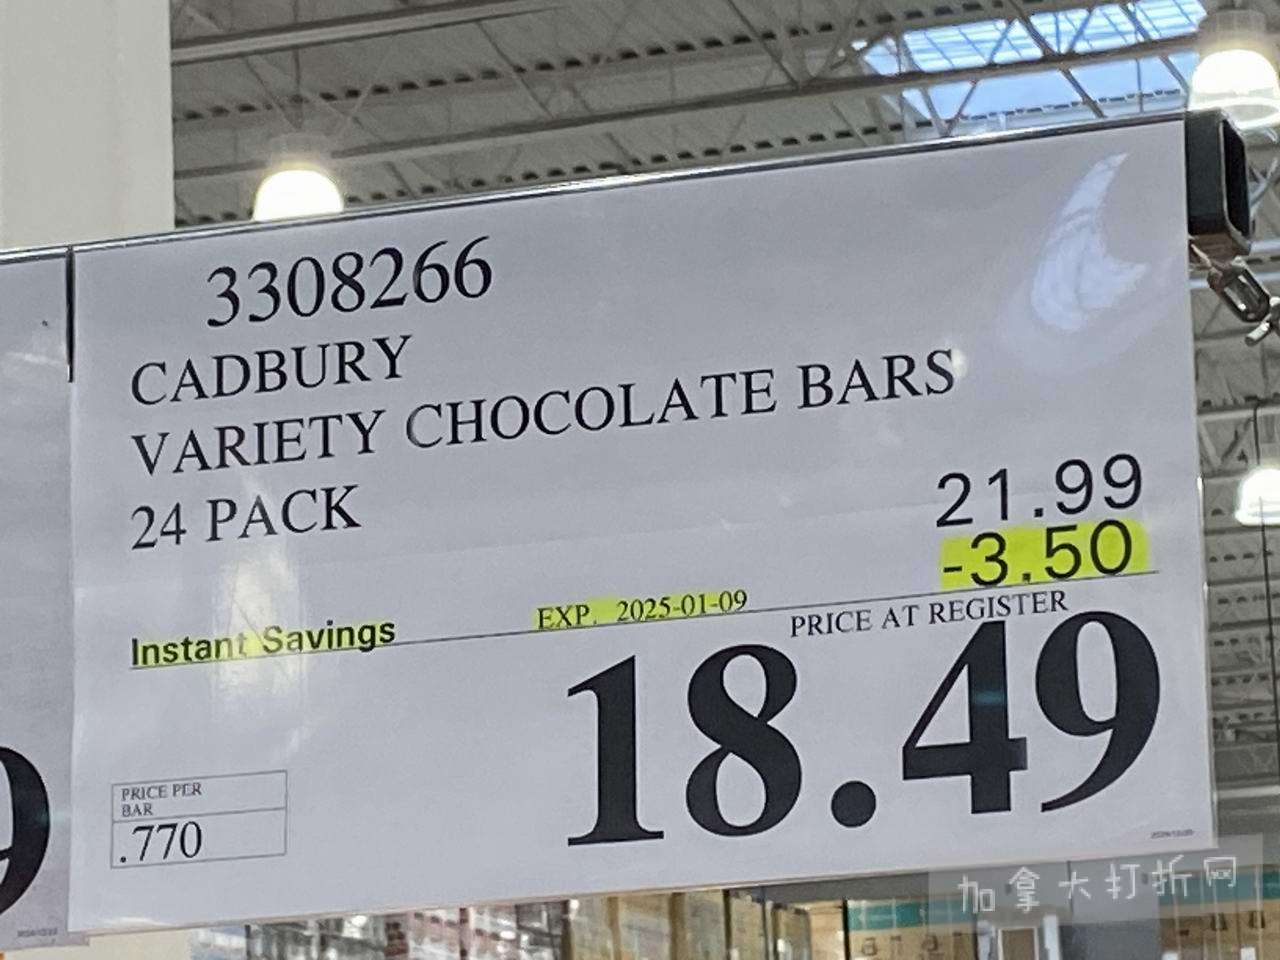 3308266
CADBURY
VARIETY CHOCOLATE BARS
24 PACK
21.99
-3.50
Instant Savings EXP. 2025-01-09
PRICE AT REGISTER
18.49
PRICE PER
BAR
.770
9
加拿大打折网